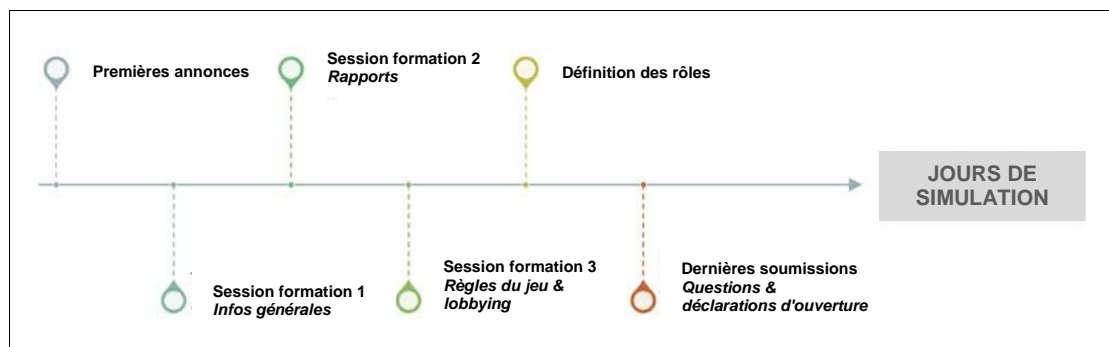 Premières annonces
Session formation 2
Rapports
Définition des rôles
JOURS DE
SIMULATION
Session formation 1
Infos générales
Session formation 3
Règles du jeu &
lobbying
Dernières soumissions
Questions &
déclarations d'ouverture